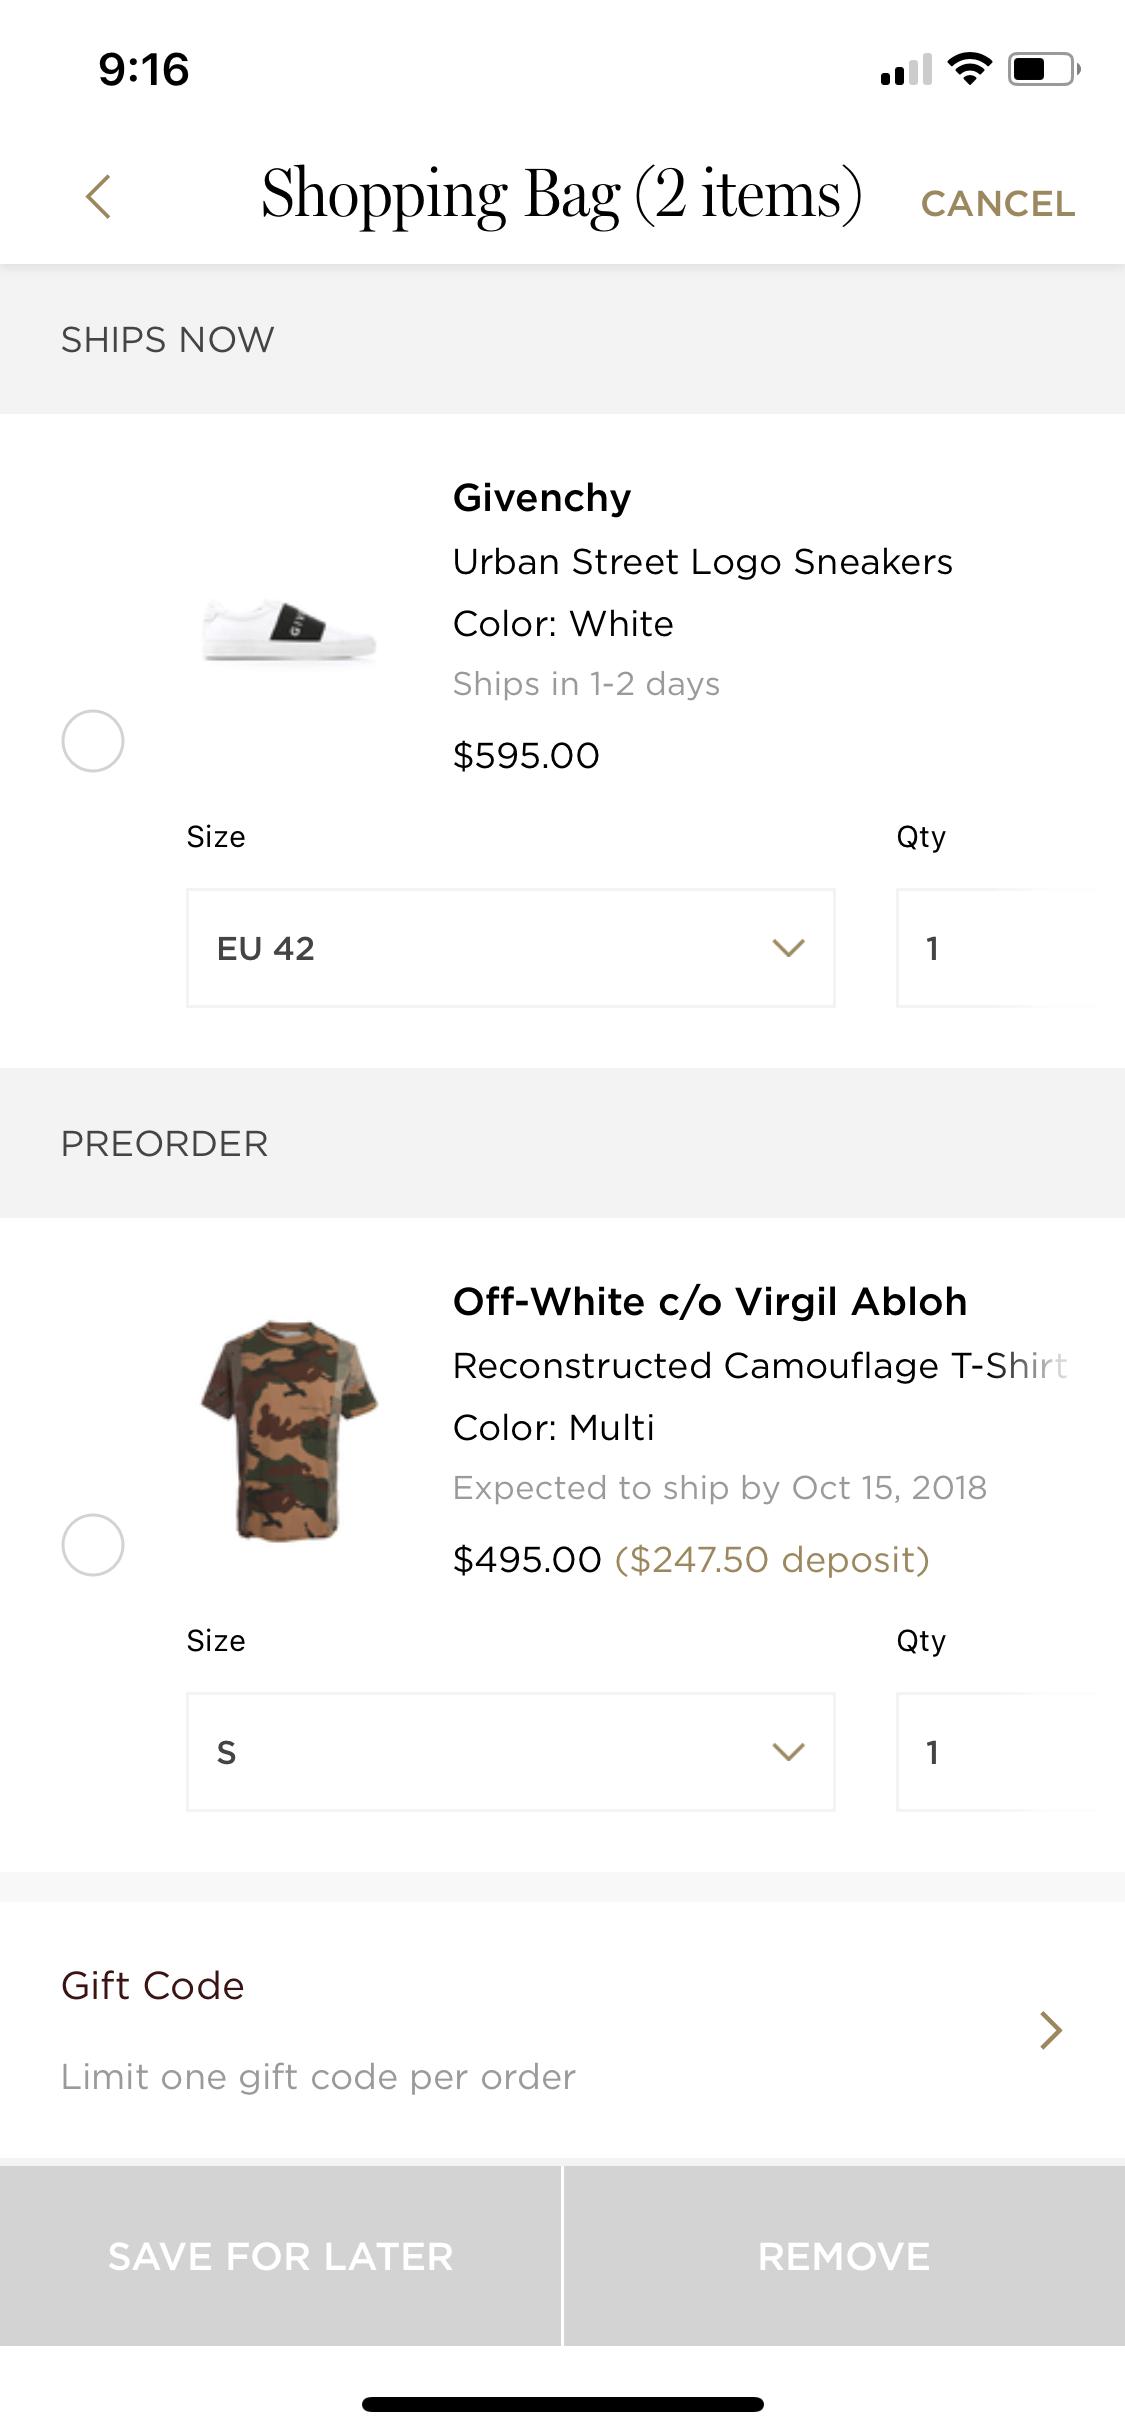 9:16
Shopping Bag (2 items)
CANCEL
SHIPS NOW
Givenchy
Urban Street Logo Sneakers
Color: White
Ships in 1-2 days
$595.00
Size
Qty
EU 42
1
PREORDER
Off-White c/o Virgil Abloh
Reconstructed Camouflage T-Shirt
Color: Multi
Expected to ship by Oct 15, 2018
$495.00 ($247.50 deposit)
Size
Qty
S
1
Gift Code
Limit one gift code per order
SAVE FOR LATER
REMOVE